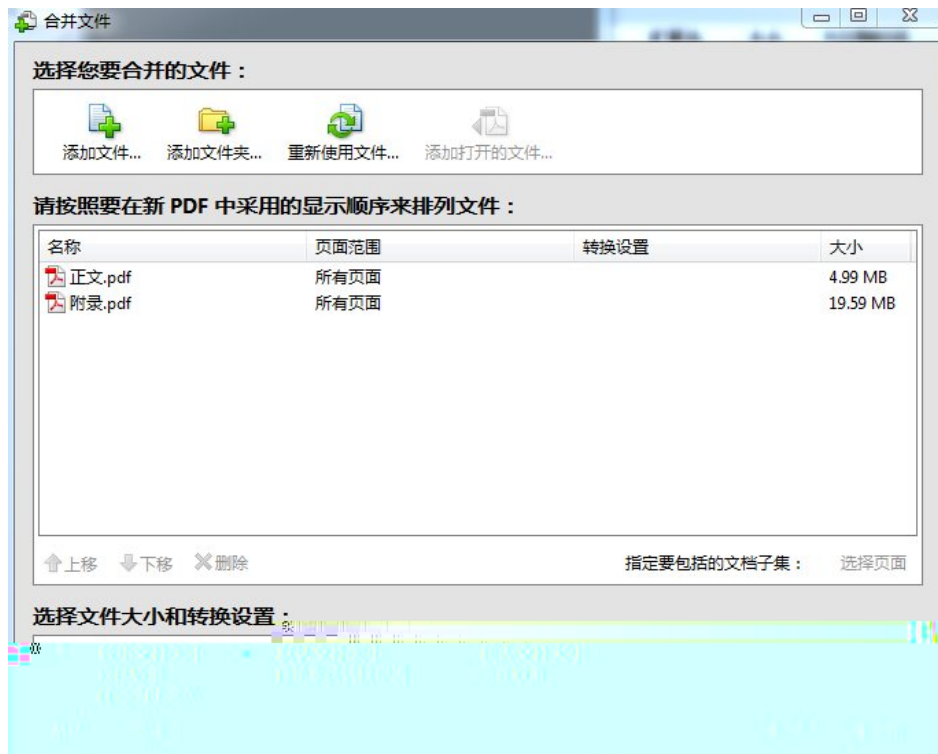 合并文件
选择您要合并的文件：
添加文件... 添加文件夹... 重新使用文件... 添加打开的文件...
请按照要在新 PDF 中采用的显示顺序来排列文件：
名称 页面范围 转换设置 大小
正文.pdf 所有页面 4.99 MB
附录.pdf 所有页面 19.59 MB
上移 下移 删除 指定要包括的文档子集： 选择页面
选择文件大小和转换设置：